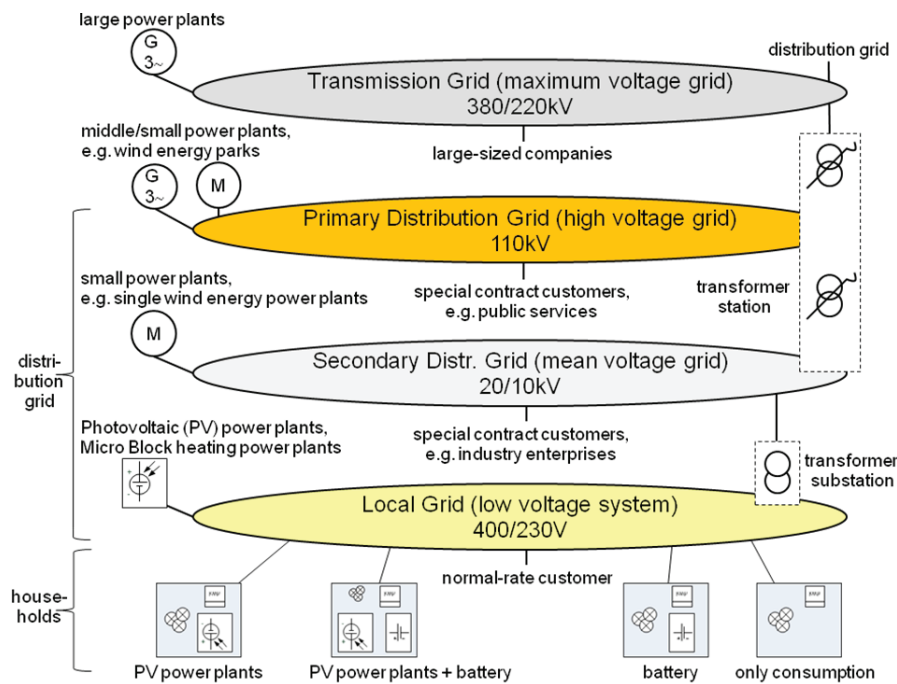 large power plants
G
3~
distribution grid
Transmission Grid (maximum voltage grid)
380/220kV
middle/small power plants,
e.g. wind energy parks
large-sized companies
G
3~
M
Primary Distribution Grid (high voltage grid)
110kV
small power plants,
e.g. single wind energy power plants
special contract customers,
e.g. public services
transformer
station
M
Secondary Distr. Grid (mean voltage grid)
20/10kV
distri-
bution
grid
Photovoltaic (PV) power plants,
Micro Block heating power plants
special contract customers,
e.g. industry enterprises
transformer
substation
Local Grid (low voltage system)
400/230V
normal-rate customer
house-
holds
PV power plants
PV power plants + battery
battery
only consumption